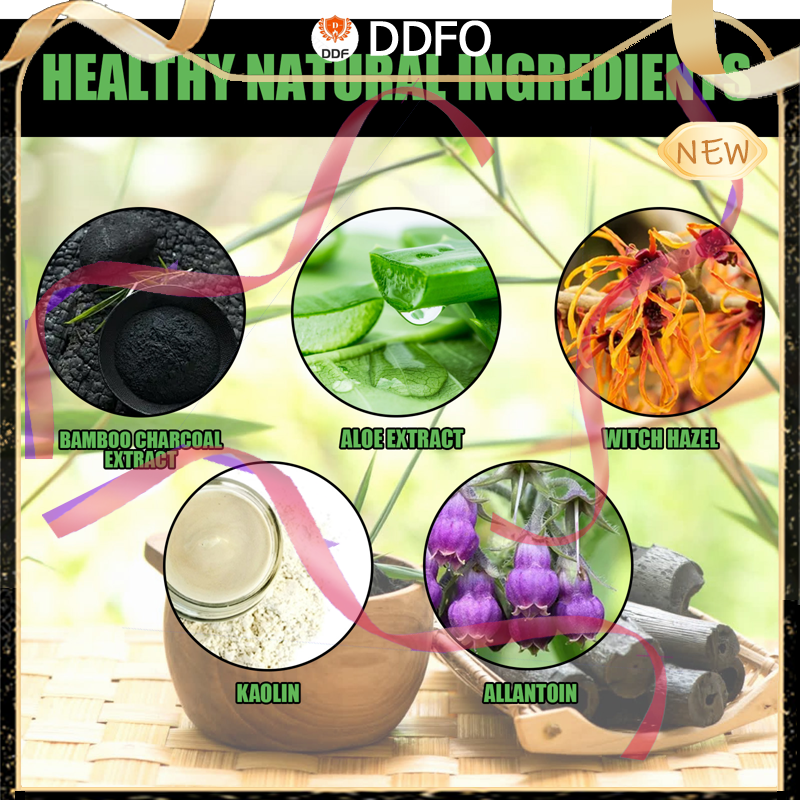 DDF
DDFO
HEALTHY NATURAL INGREDIENTS
NEW
BAMBOO CHARCOAL
EXTRACT
ALOE EXTRACT
WITCH HAZEL
KAOLIN
ALLANTOIN